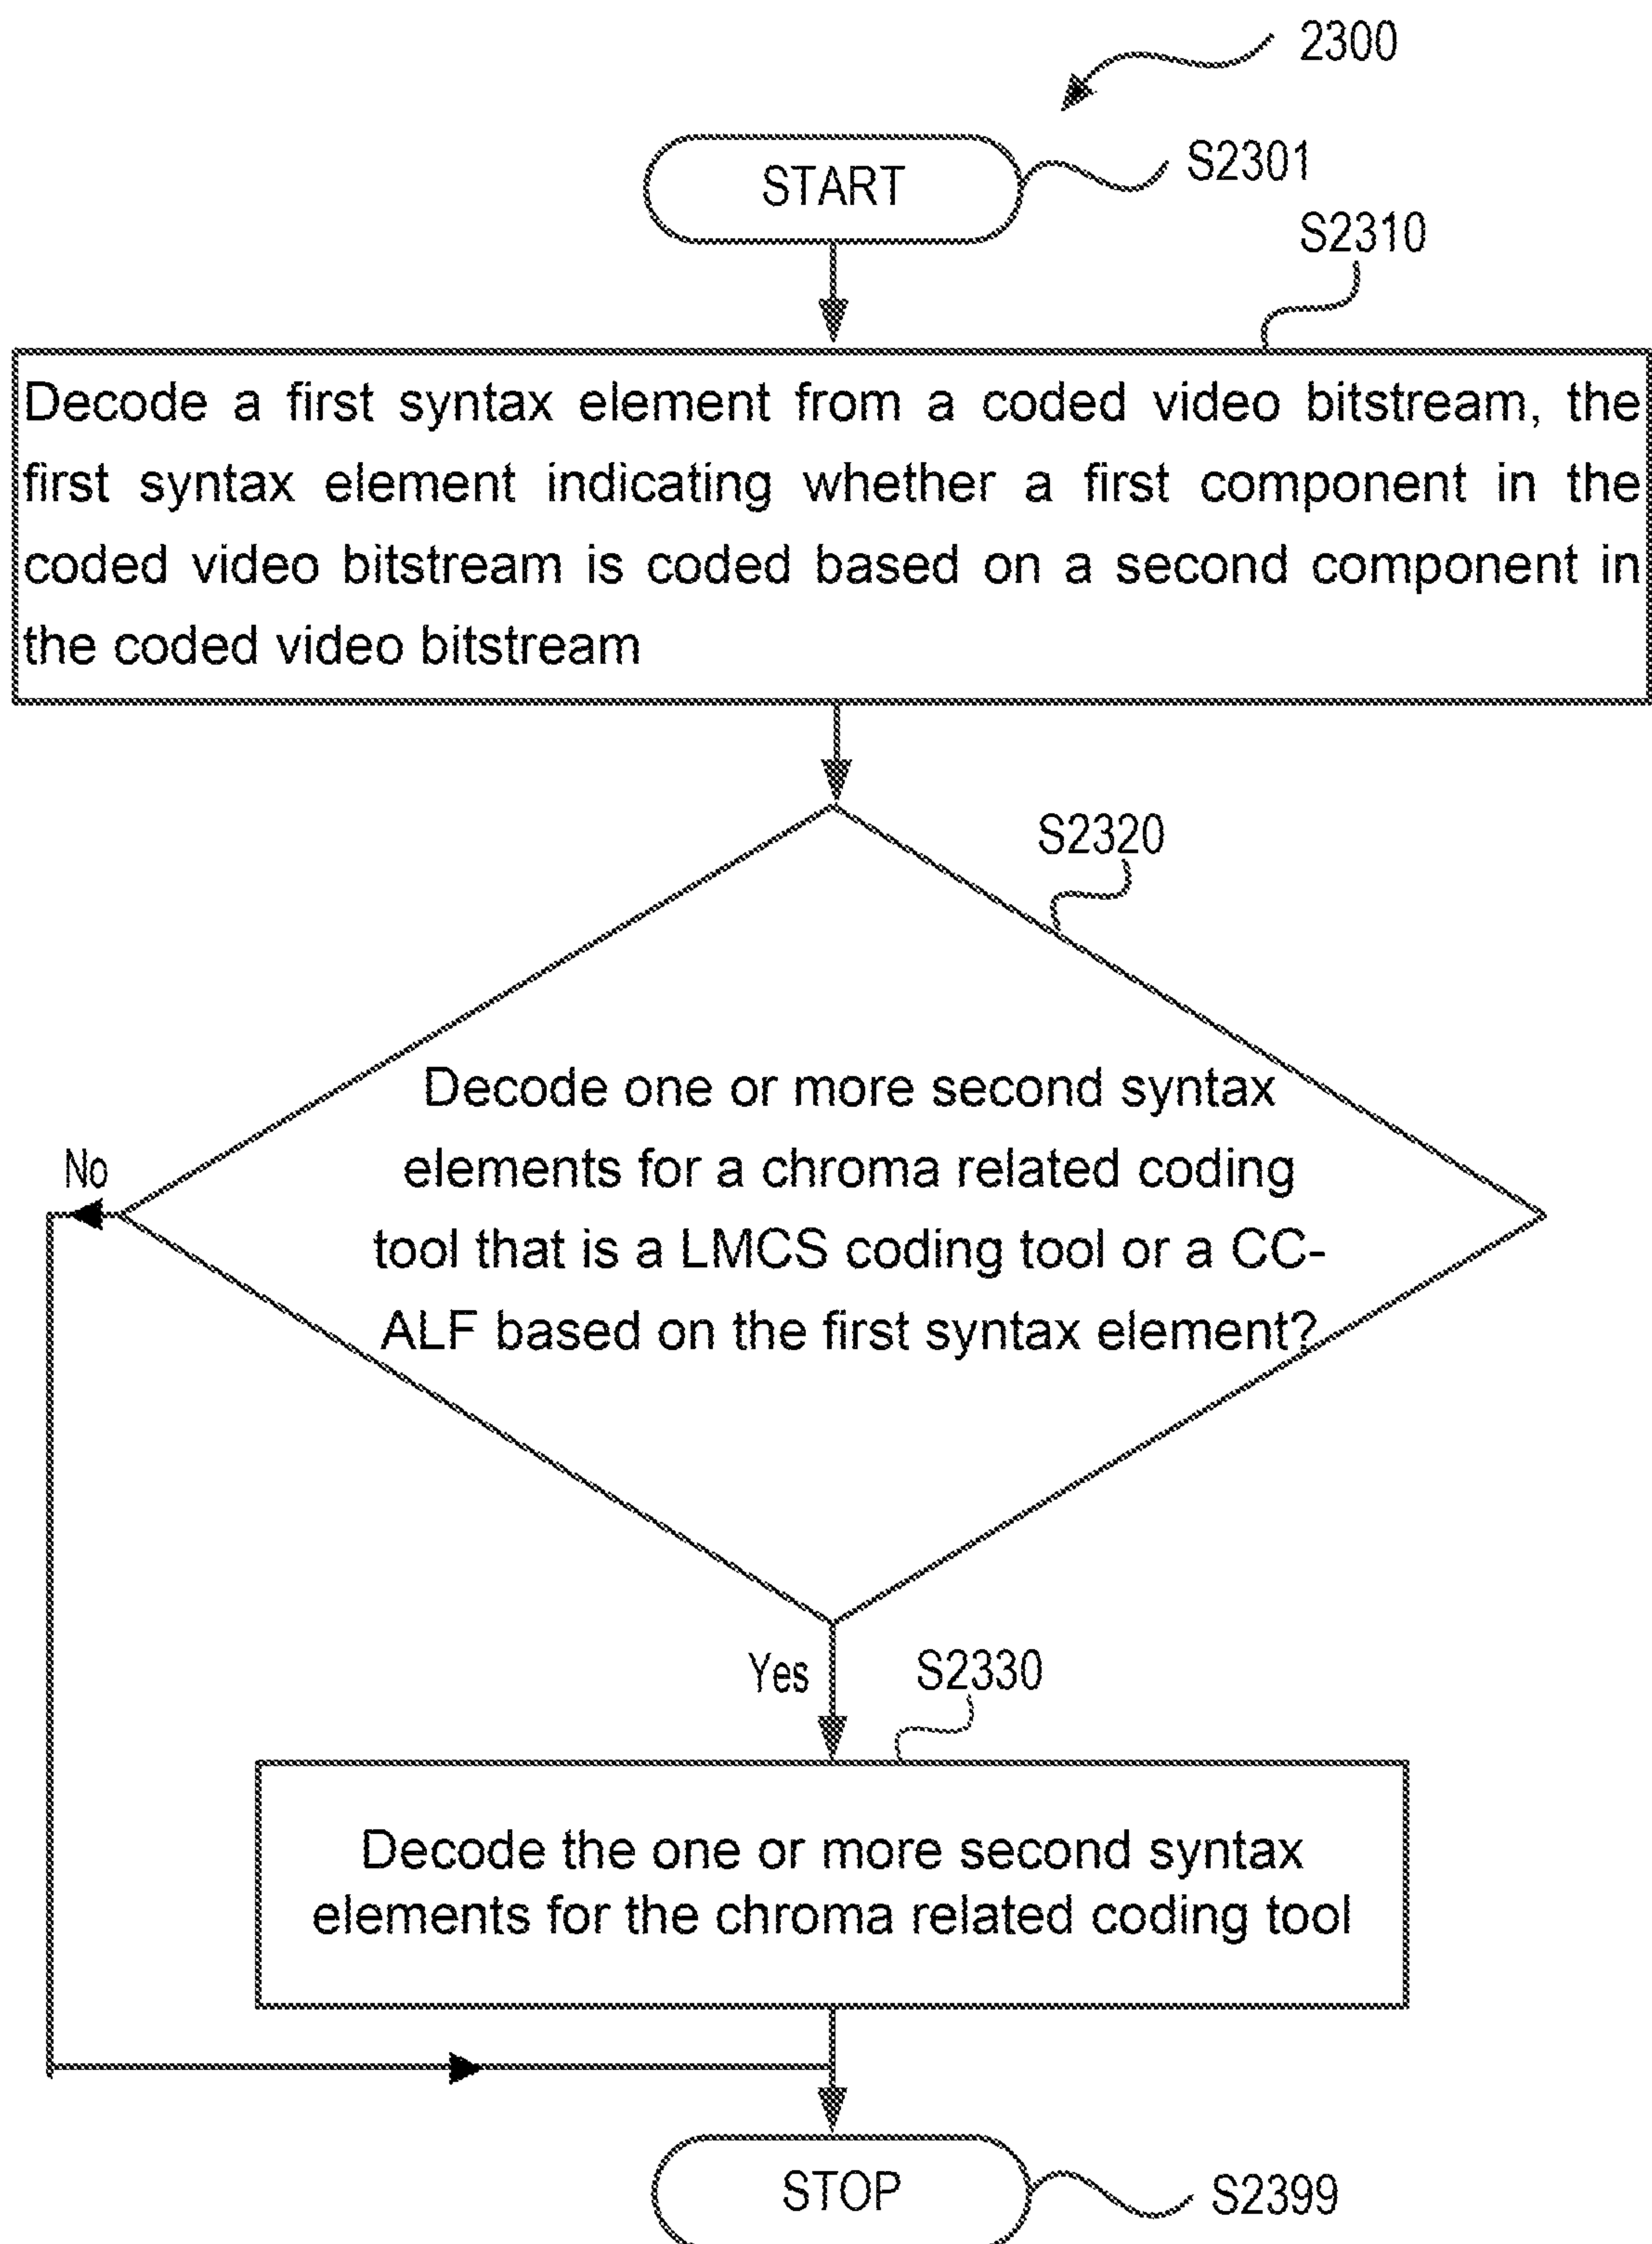 2300
START
S2301
S2310
Decode a first syntax element from a coded video bitstream, the
first syntax element indicating whether a first component in the
coded video bitstream is coded based on a second component in
the coded video bitstream
S2320
Decode one or more second syntax
elements for a chroma related coding
tool that is a LMCS coding tool or a CC-
ALF based on the first syntax element?
No
Yes
S2330
Decode the one or more second syntax
elements for the chroma related coding tool
STOP
S2399